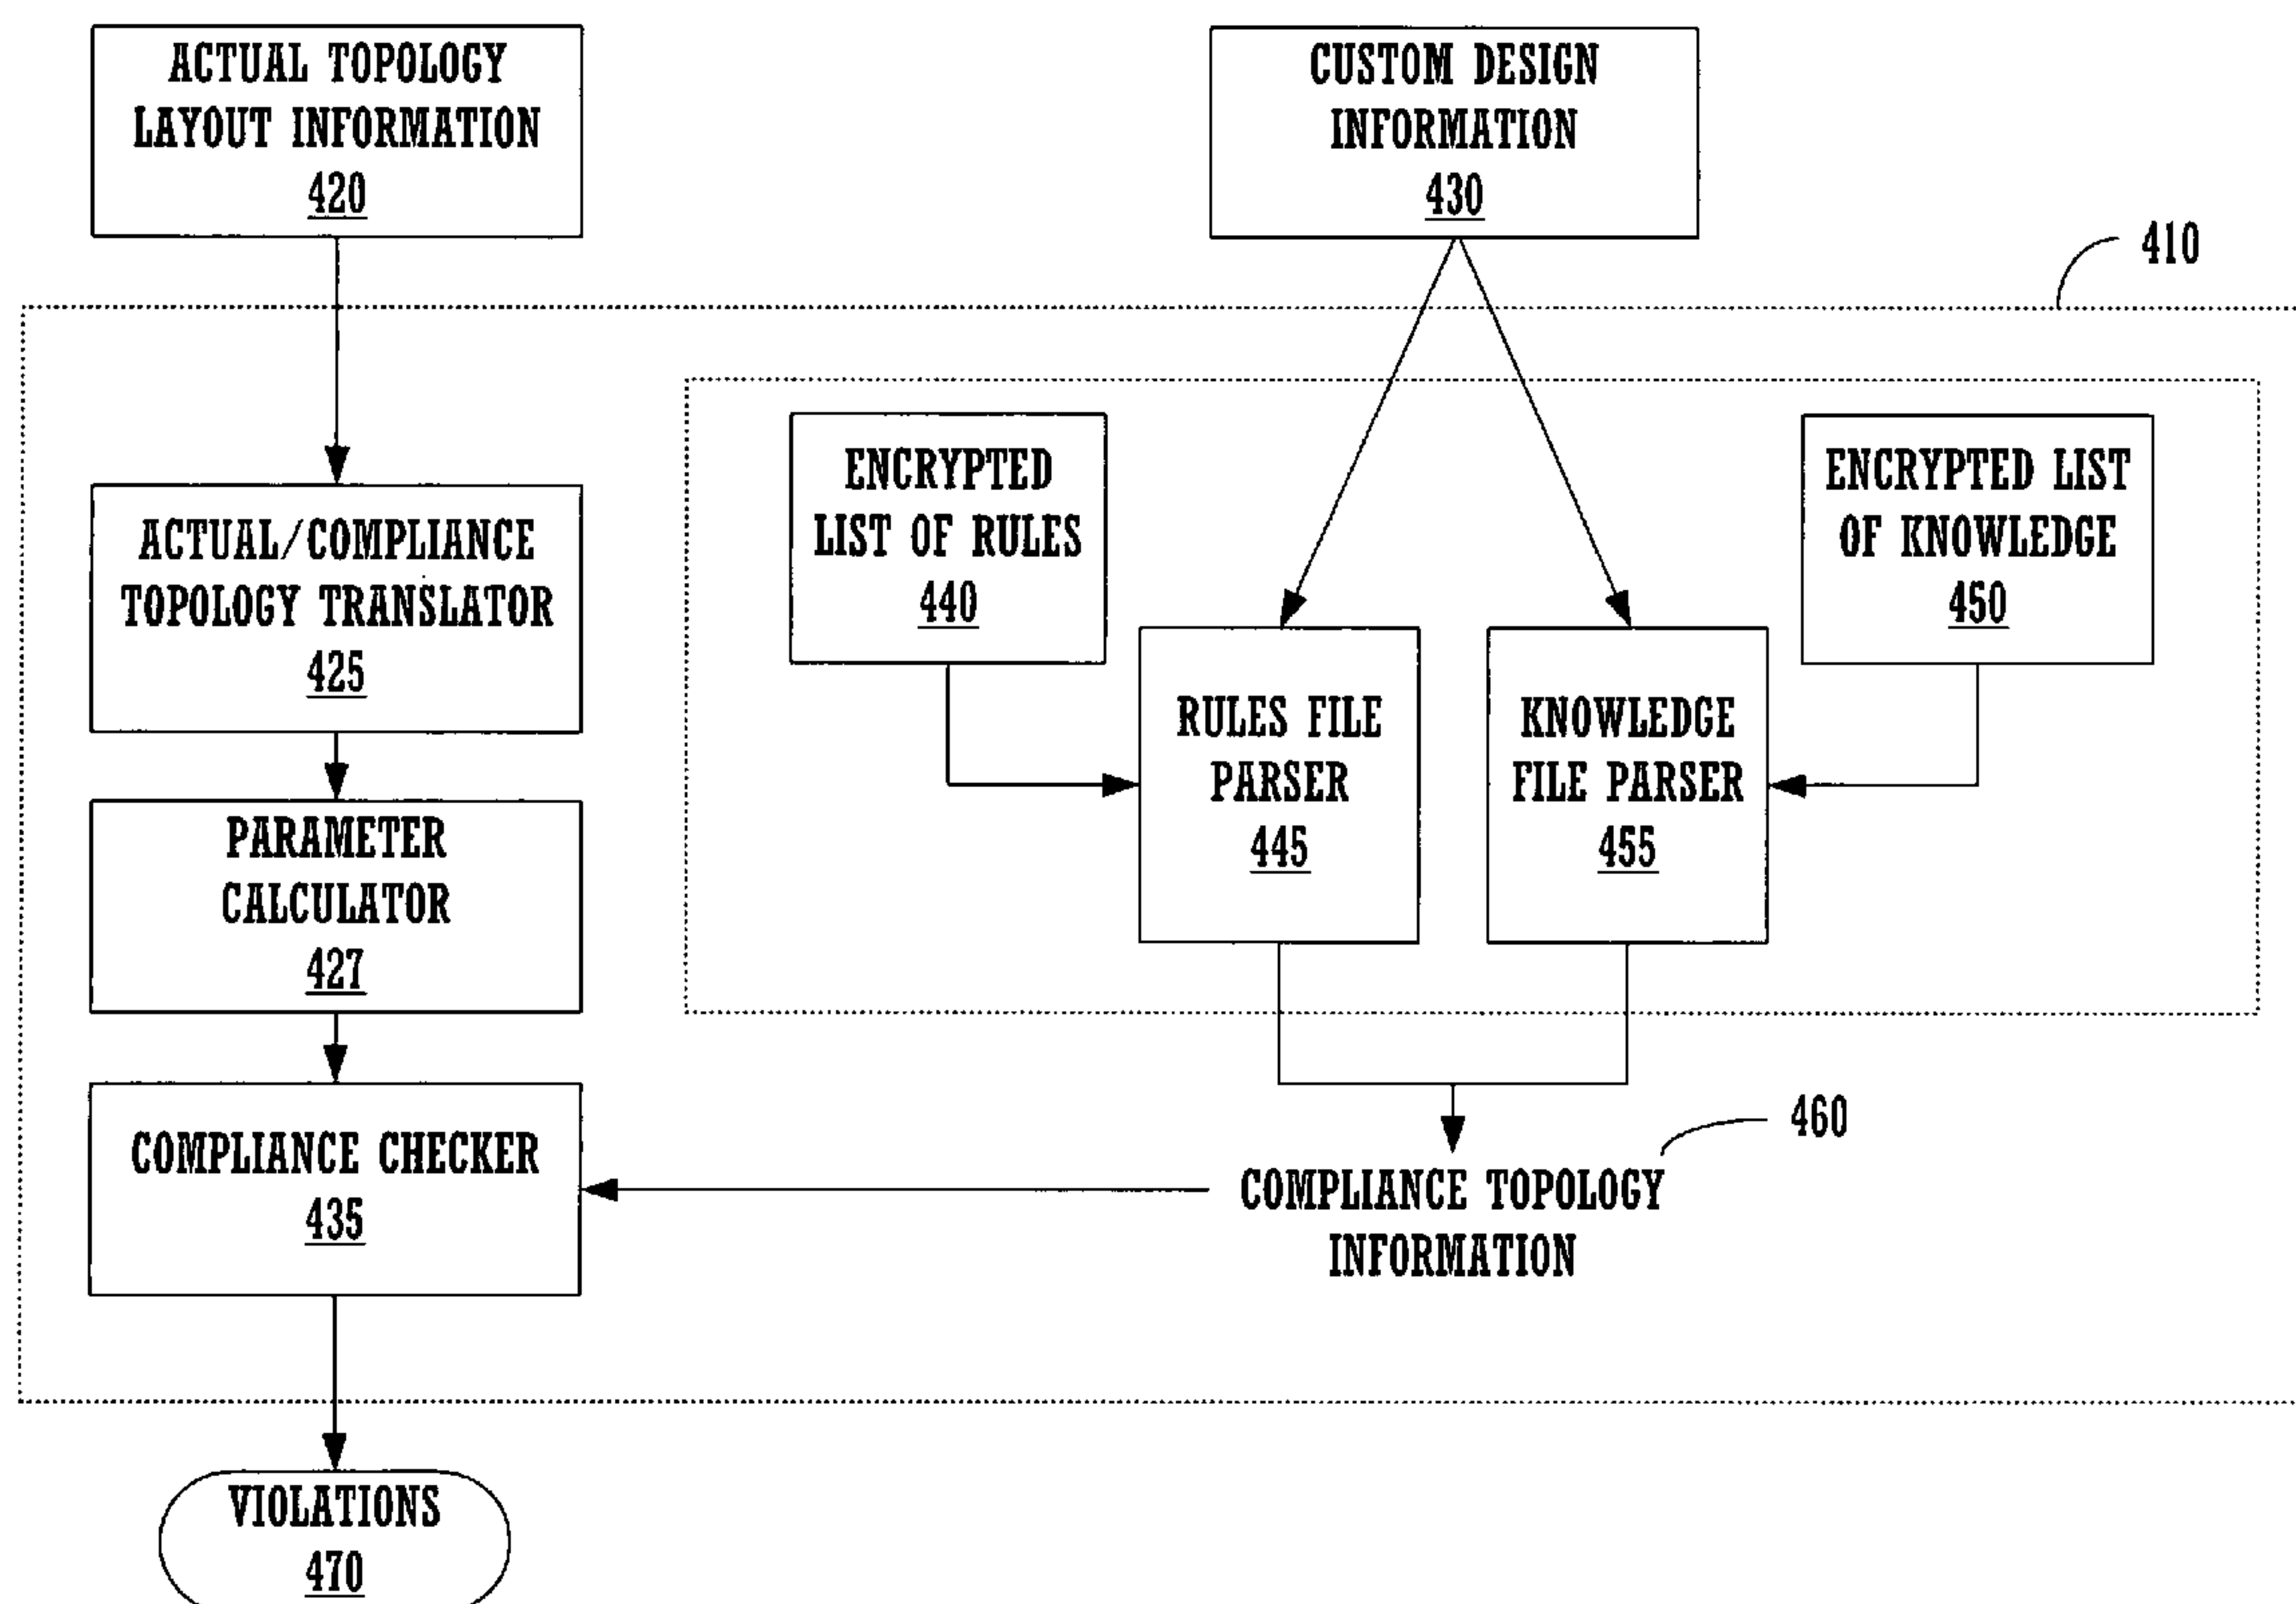 ACTUAL TOPOLOGY
LAYOUT INFORMATION
420
CUSTOM DESIGN
INFORMATION
430
410
ENCRYPTED
LIST OF RULES
440
ENCRYPTED LIST
OF KNOWLEDGE
450
ACTUAL/COMPLIANCE
TOPOLOGY TRANSLATOR
425
RULES FILE
PARSER
445
KNOWLEDGE
FILE PARSER
455
PARAMETER
CALCULATOR
427
COMPLIANCE CHECKER
435
460
COMPLIANCE TOPOLOGY
INFORMATION
VIOLATIONS
470